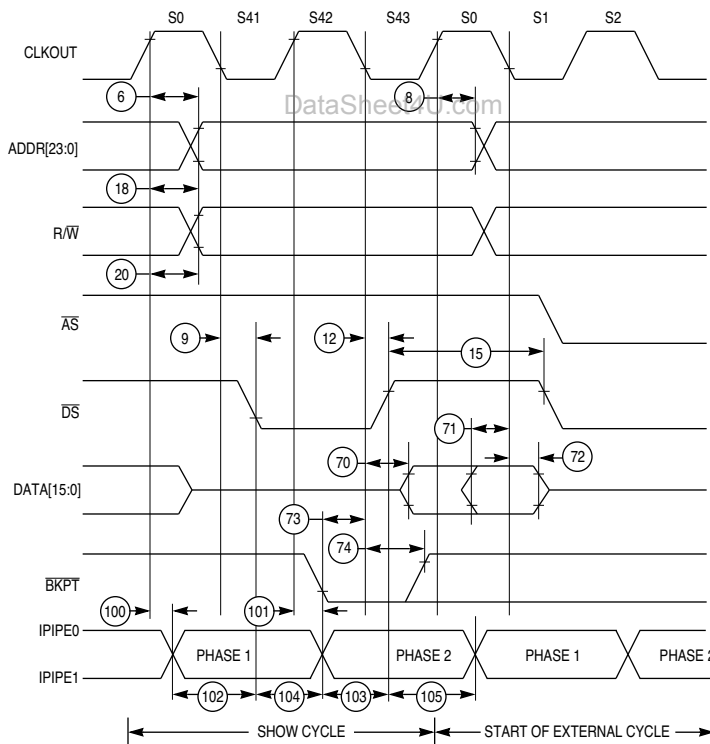 S0 S41 S42 S43 S0 S1 S2
CLKOUT
6 8
DataSheet4U.com
ADDR[23:0]
18
R/W
20
AS
9 12 15
DS
71
70 72
DATA[15:0]
73
74
BKPT
100 101
IPIPE0
PHASE 1 PHASE 2 PHASE 1 PHASE 2
IPIPE1
102 104 103 105
SHOW CYCLE START OF EXTERNAL CYCLE